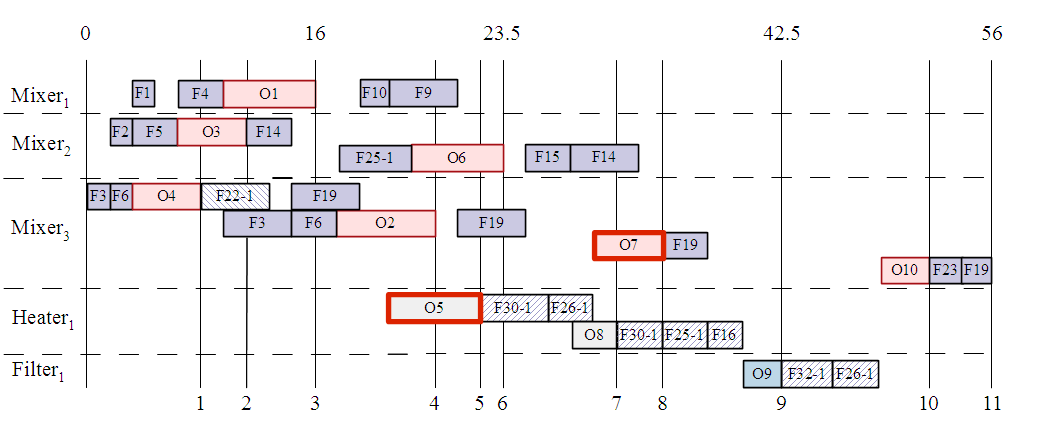 0 16 23.5 42.5 56
Mixer1 F1 F4 O1 F10 F9
Mixer2 F2 F5 O3 F14
F25-1 O6 F15 F14
F3 F6 O4 F22-1 F19
Mixer3 F3 F6 O2 F19
O7 F19
O10 F23 F19
Heater1 O5 F30-1 F26-1
O8 F30-1 F25-1 F16
Filter1 O9 F32-1 F26-1
1 2 3 4 5 6 7 8 9 10 11